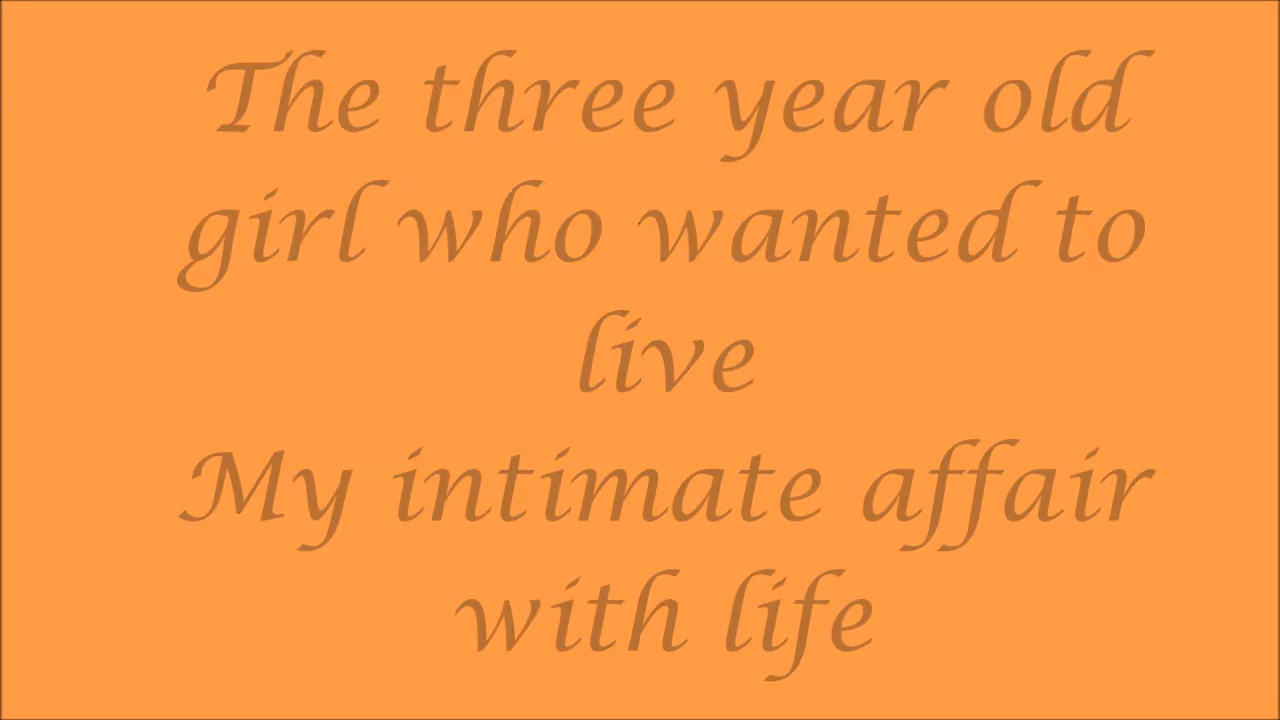 The three year old
girl who wanted to
live
My intimate affair
with life